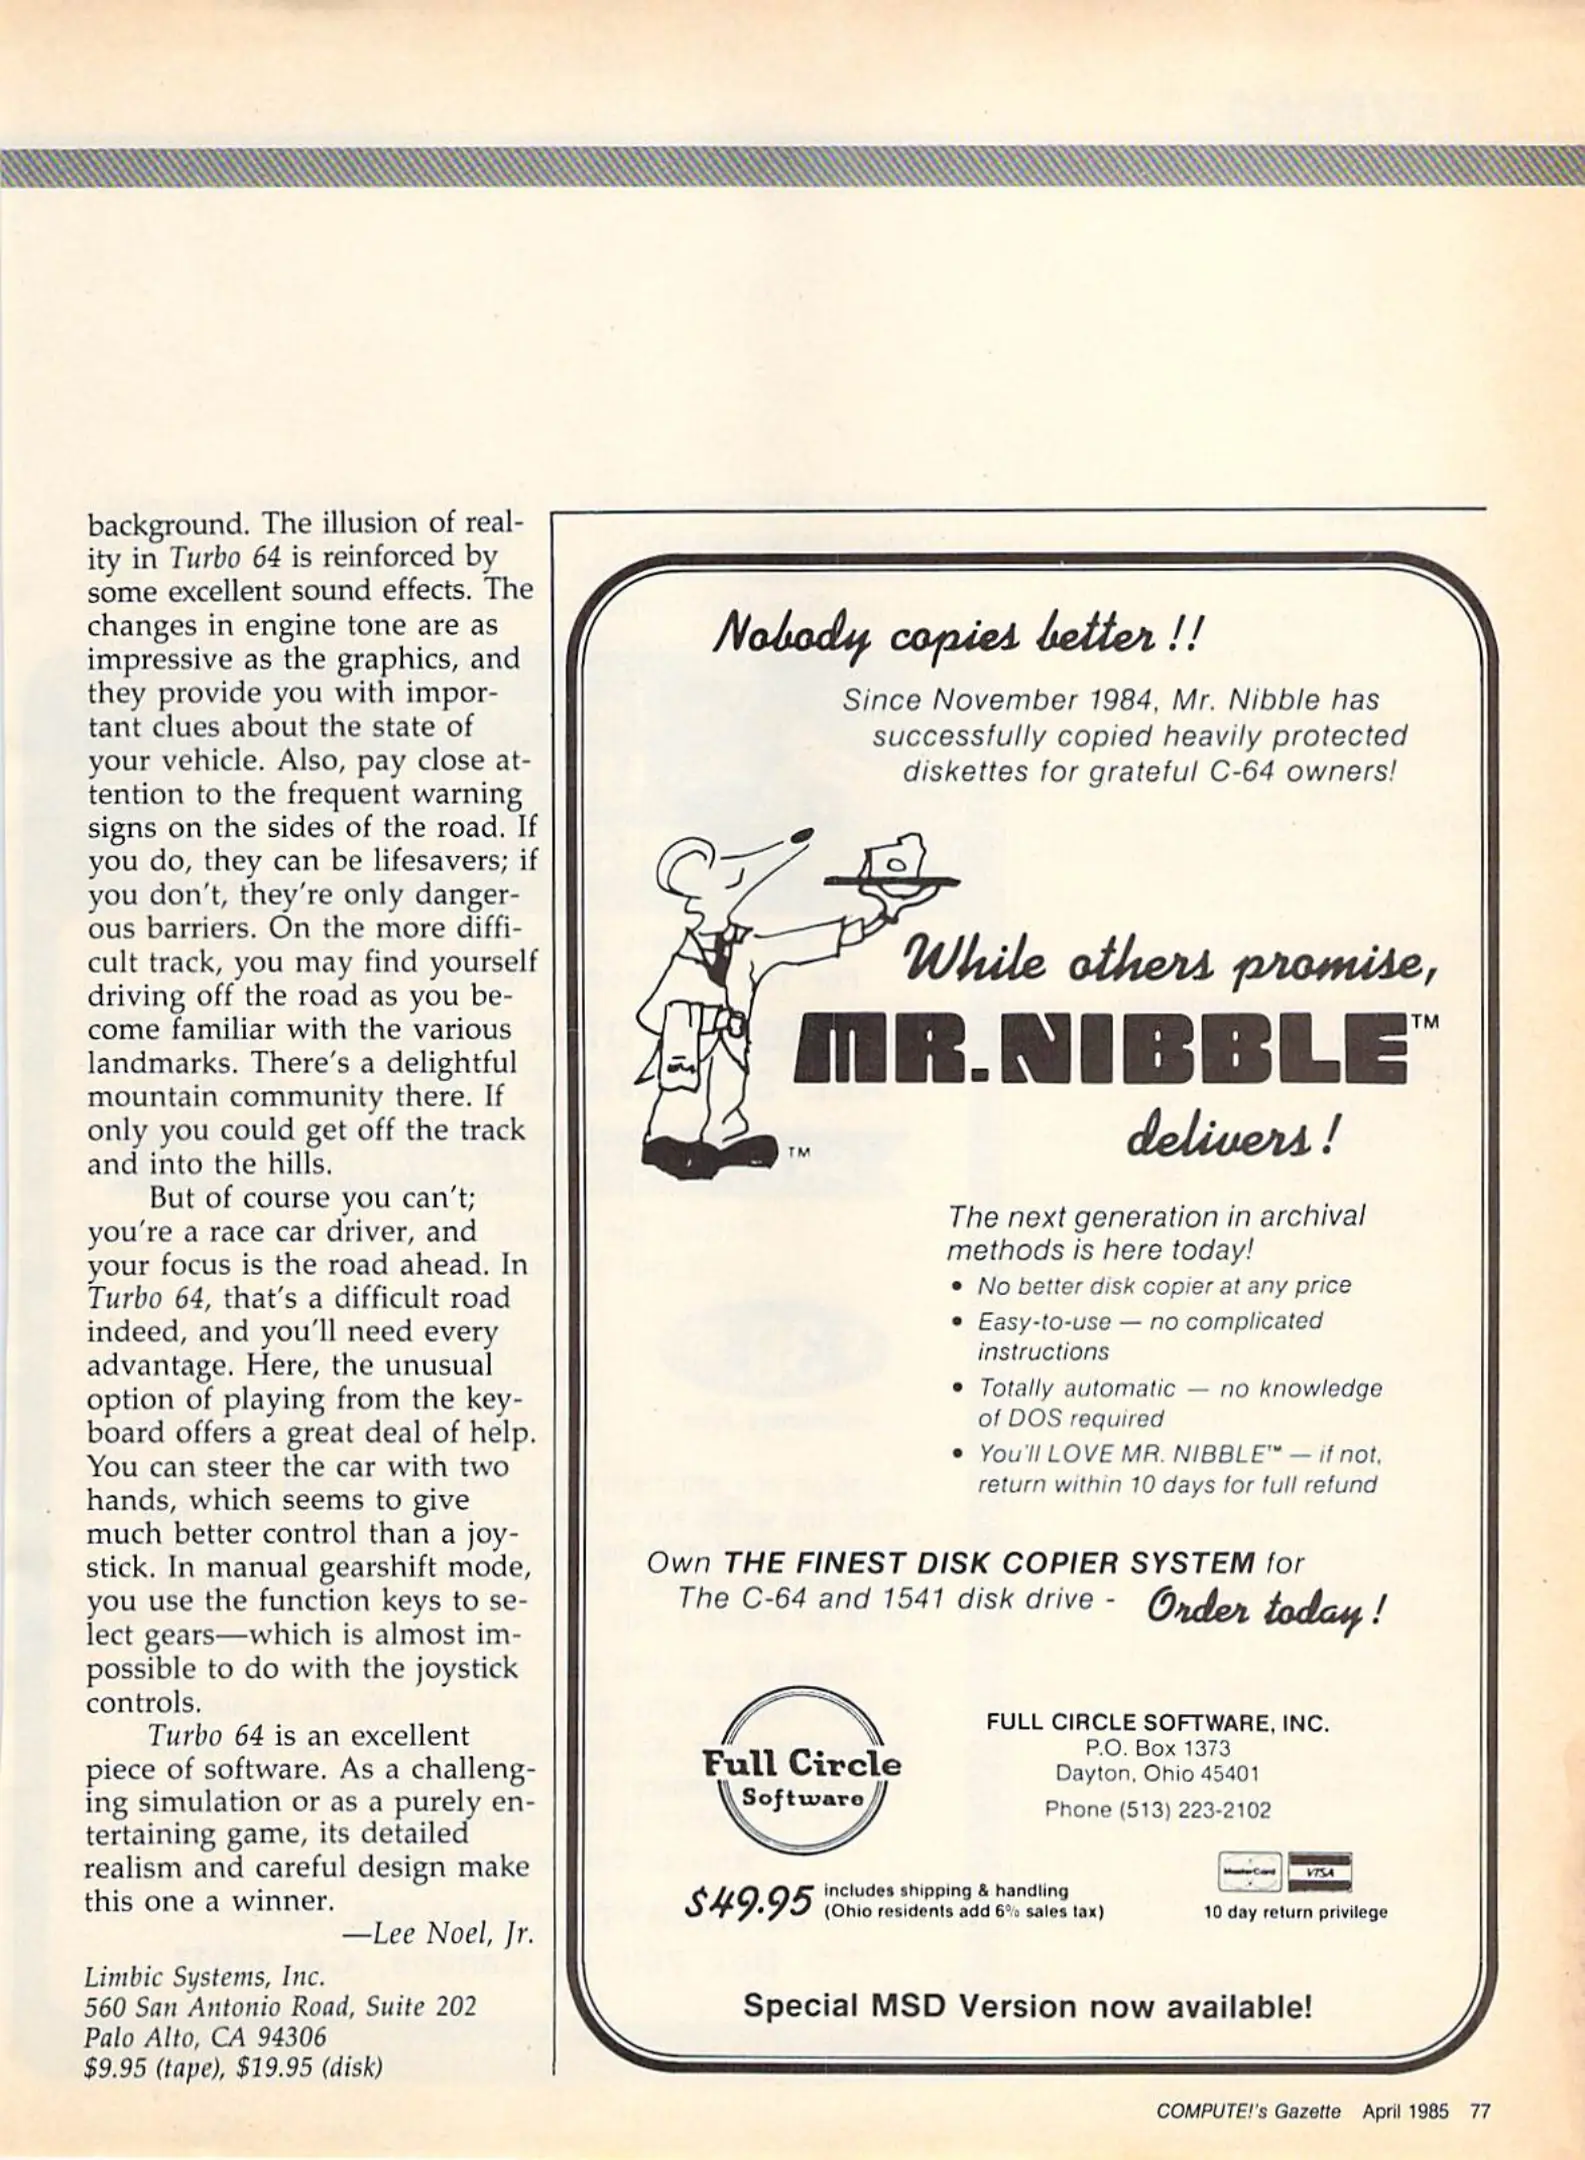 background. The illusion of real-
ity in Turbo 64 is reinforced by
some excellent sound effects. The
changes in engine tone are as
impressive as the graphics, and
they provide you with impor-
tant clues about the state of
your vehicle. Also, pay close at-
tention to the frequent warning
signs on the sides of the road. If
you do, they can be lifesavers; if
you don't, they're only danger-
ous barriers. On the more diffi-
cult track, you may find yourself
driving off the road as you be-
come familiar with the various
landmarks. There's a delightful
mountain community there. If
only you could get off the track
and into the hills.
But of course you can't;
you're a race car driver, and
your focus is the road ahead. In
Turbo 64, that's a difficult road
indeed, and you'll need every
advantage. Here, the unusual
option of playing from the key-
board offers a great deal of help.
You can steer the car with two
hands, which seems to give
much better control than a joy-
stick. In manual gearshift mode,
you use the function keys to se-
lect gears—which is almost im-
possible to do with the joystick
controls.
Turbo 64 is an excellent
piece of software. As a challeng-
ing simulation or as a purely en-
tertaining game, its detailed
realism and careful design make
this one a winner.
—Lee Noel, Jr.
Limbic Systems, Inc.
560 San Antonio Road, Suite 202
Palo Alto, CA 94306
$9.95 (tape), $19.95 (disk)
Nobody copies better !!
Since November 1984, Mr. Nibble has
successfully copied heavily protected
diskettes for grateful C-64 owners!
While others promise,
MR. NIBBLE™
delivers !
TM
The next generation in archival
methods is here today!
• No better disk copier at any price
• Easy-to-use — no complicated
instructions
• Totally automatic — no knowledge
of DOS required
• You'll LOVE MR. NIBBLE™ — if not,
return within 10 days for full refund
Own THE FINEST DISK COPIER SYSTEM for
The C-64 and 1541 disk drive - Order today !
Full Circle
Software
FULL CIRCLE SOFTWARE, INC.
P.O. Box 1373
Dayton, Ohio 45401
Phone (513) 223-2102
MasterCard VISA
$49.95 includes shipping & handling
(Ohio residents add 6% sales tax)
10 day return privilege
Special MSD Version now available!
COMPUTE!'s Gazette April 1985 77